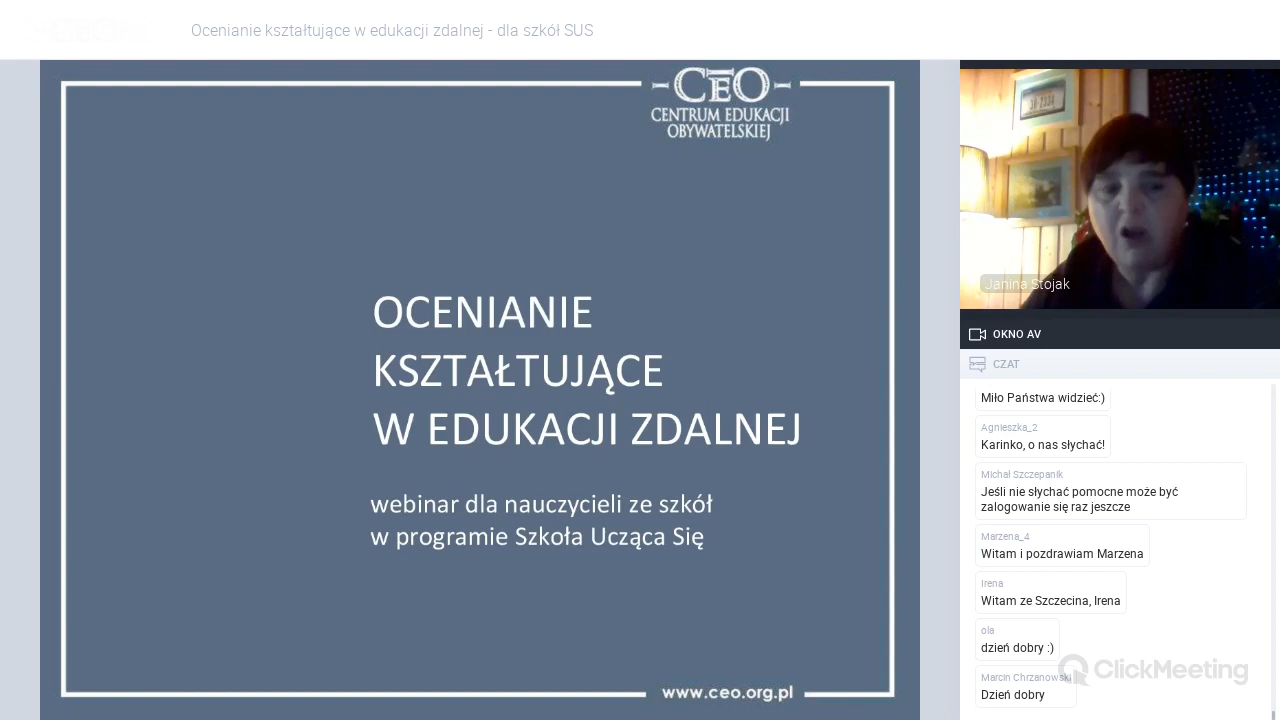 Ocenianie kształtujące w edukacji zdalnej - dla szkół SUS
CEO
CENTRUM EDUKACJI
OBYWATELSKIEJ
OCENIANIE
KSZTAŁTUJĄCE
W EDUKACJI ZDALNEJ
webinar dla nauczycieli ze szkół
w programie Szkoła Ucząca Się
www.ceo.org.pl
Janina Stojak
OKNO AV
CZAT
Miło Państwa widzieć:)
Agnieszka_2
Karinko, o nas słychać!
Michał Szczepanik
Jeśli nie słychać pomocne może być
zalogowanie się raz jeszcze
Marzena_4
Witam i pozdrawiam Marzena
Irena
Witam ze Szczecina, Irena
ola
dzień dobry :)
Marcin Chrzanowski
Dzień dobry
ClickMeeting